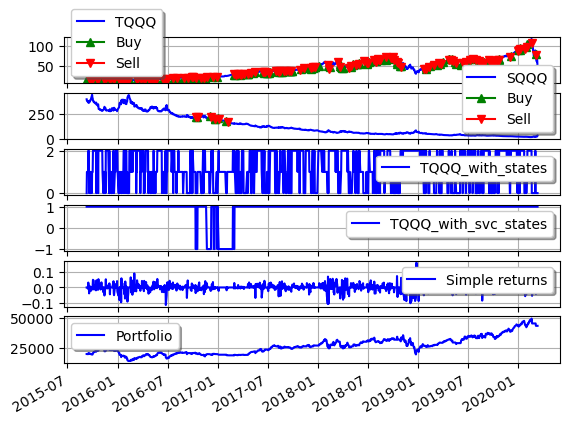 TQQQ
Buy
Sell
100
50
SQQQ
Buy
Sell
250
0
TQQQ_with_states
2
0
TQQQ_with_svc_states
1
−1
Simple returns
0.1
0.0
−0.1
Portfolio
50000
25000
2015-07
2016-01
2016-07
2017-01
2017-07
2018-01
2018-07
2019-01
2019-07
2020-01